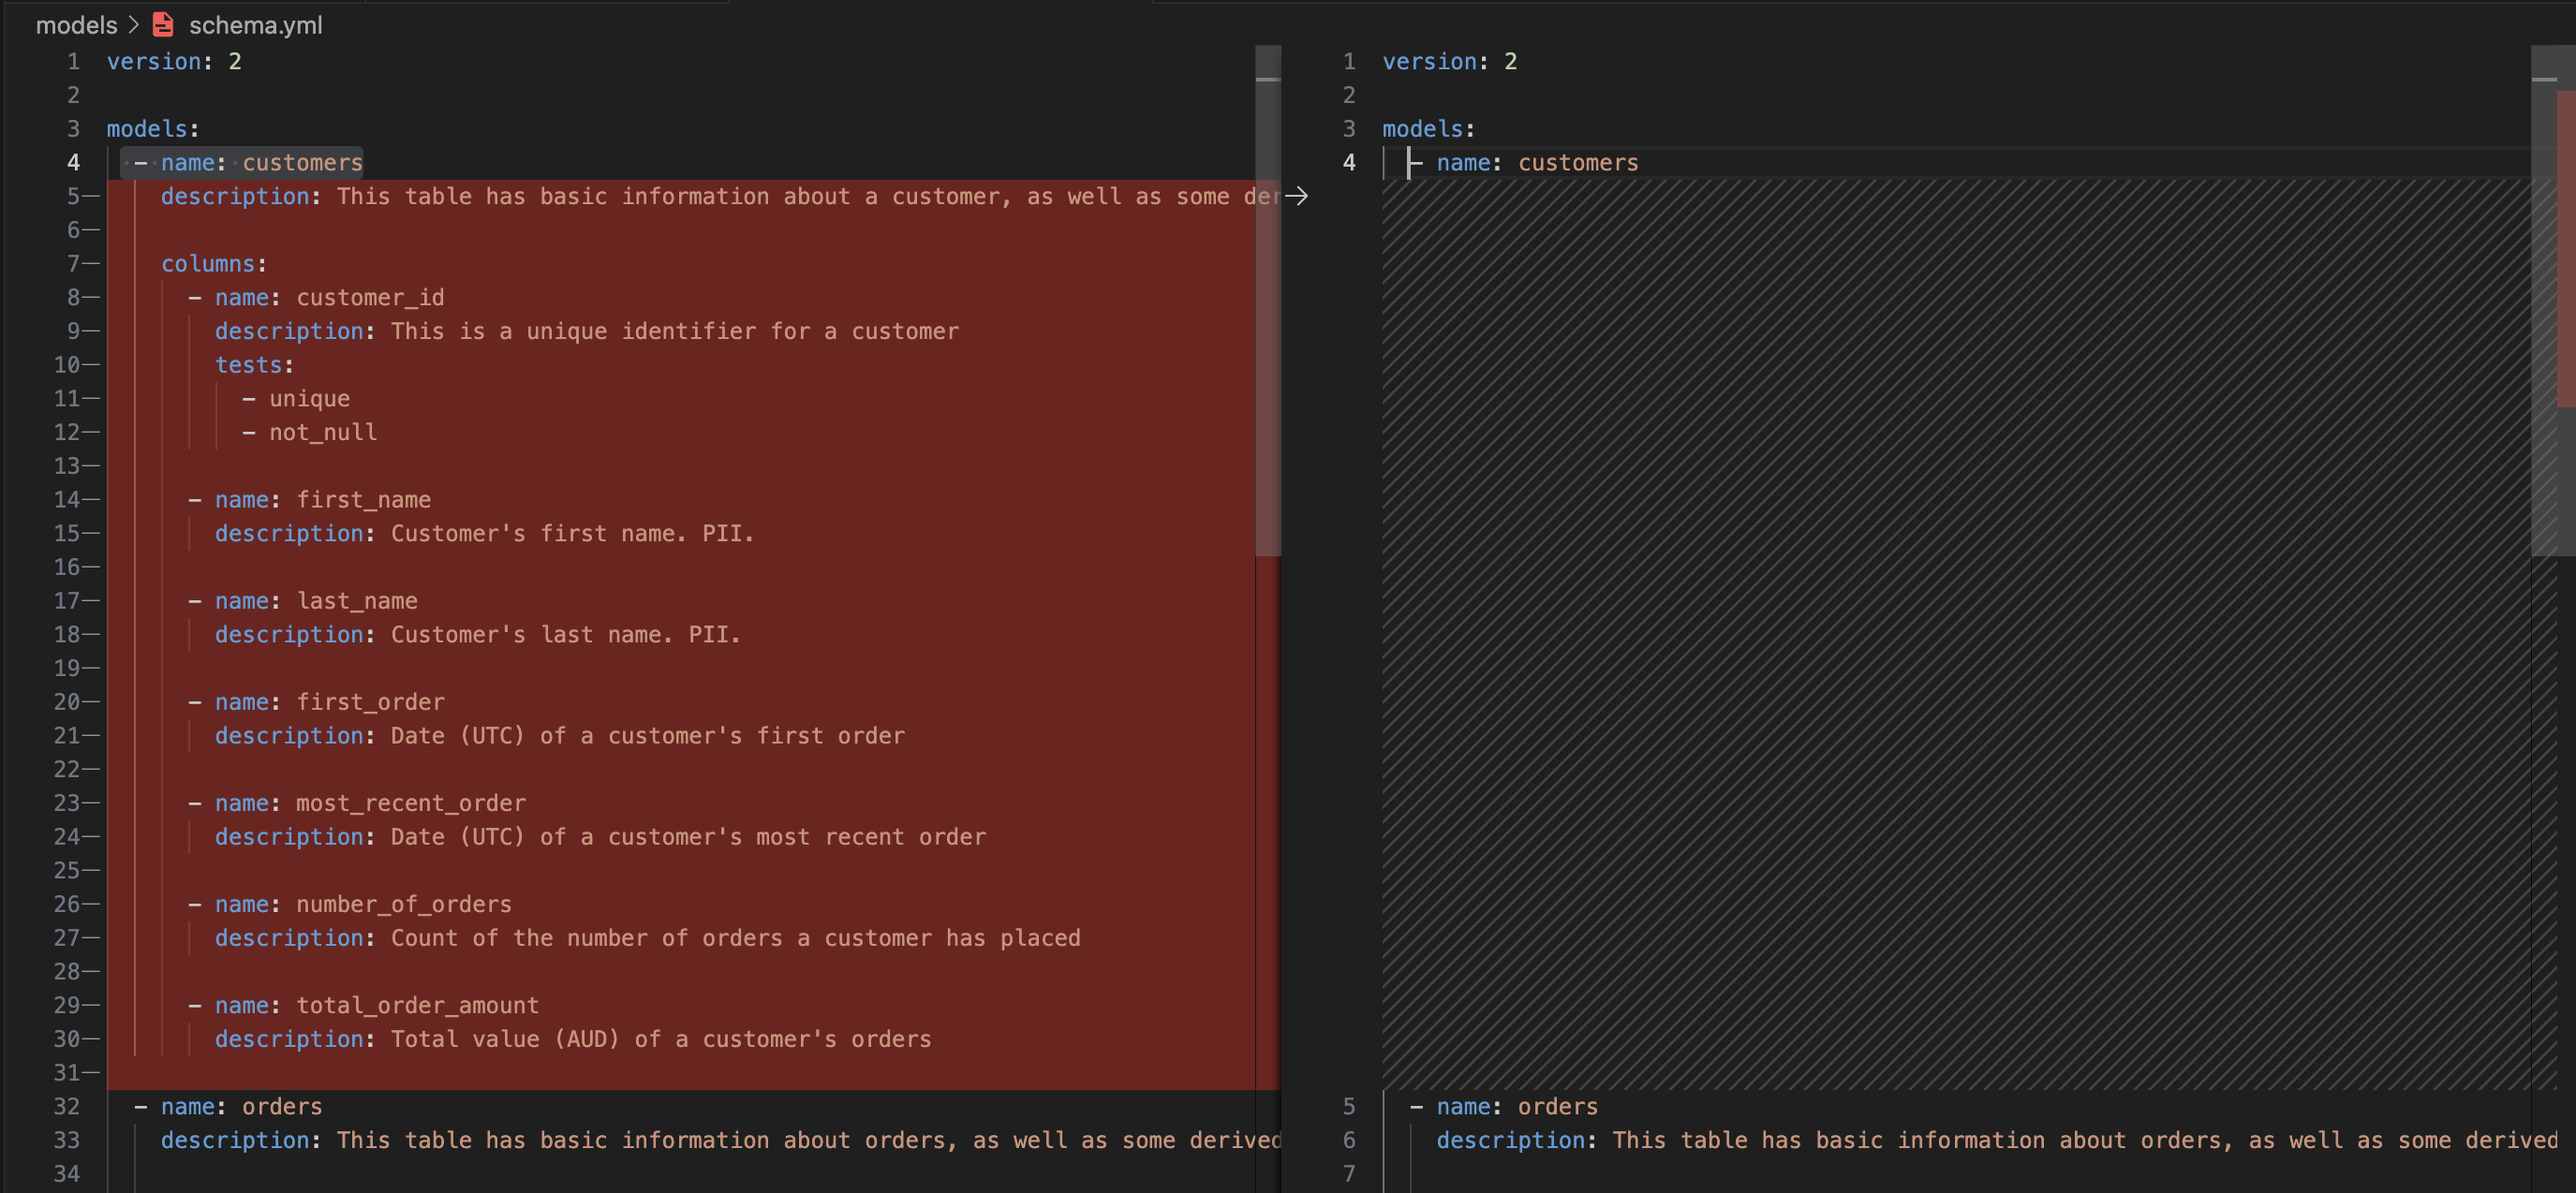 models > schema.yml
1 version: 2
2
3 models:
4 - name: customers
5— description: This table has basic information about a customer, as well as some der
6—
7— columns:
8— - name: customer_id
9— description: This is a unique identifier for a customer
10— tests:
11— - unique
12— - not_null
13—
14— - name: first_name
15— description: Customer's first name. PII.
16—
17— - name: last_name
18— description: Customer's last name. PII.
19—
20— - name: first_order
21— description: Date (UTC) of a customer's first order
22—
23— - name: most_recent_order
24— description: Date (UTC) of a customer's most recent order
25—
26— - name: number_of_orders
27— description: Count of the number of orders a customer has placed
28—
29— - name: total_order_amount
30— description: Total value (AUD) of a customer's orders
31—
32 - name: orders
33 description: This table has basic information about orders, as well as some derived
34
1 version: 2
2
3 models:
4 - name: customers
5 - name: orders
6 description: This table has basic information about orders, as well as some derived
7